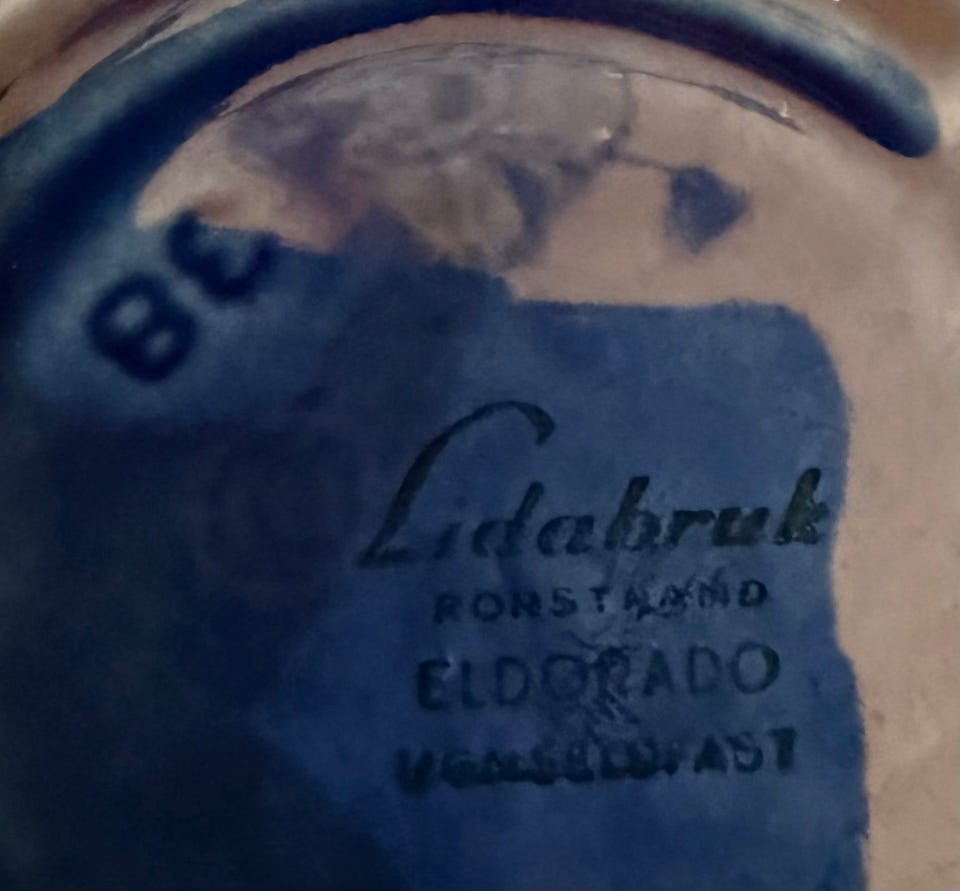 38
Lidabruk
RORSTRAND
ELDORADO
UGNSELDFAST